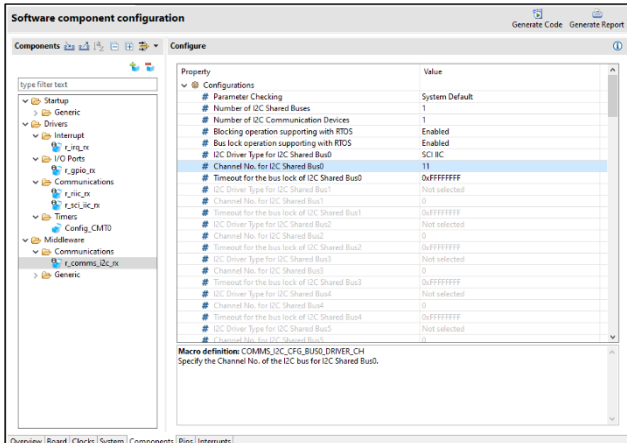 Software component configuration
Generate Code Generate Report
Components
Configure
type filter text
Startup
Generic
Drivers
Interrupt
r_irq_rx
I/O Ports
r_gpio_rx
Communications
r_riic_rx
r_sci_iic_rx
Timers
Config_CMT0
Middleware
Communications
r_comms_i2c_rx
Generic
Property Value
Configurations
# Parameter Checking System Default
# Number of I2C Shared Buses 1
# Number of I2C Communication Devices 1
# Blocking operation supporting with RTOS Enabled
# Bus lock operation supporting with RTOS Enabled
# I2C Driver Type for I2C Shared Bus0 SCI IIC
# Channel No. for I2C Shared Bus0 11
# Timeout for the bus lock of I2C Shared Bus0 0xFFFFFFFF
# I2C Driver Type for I2C Shared Bus1 Not selected
# Channel No. for I2C Shared Bus1 0
# Timeout for the bus lock of I2C Shared Bus1 0xFFFFFFFF
# I2C Driver Type for I2C Shared Bus2 Not selected
# Channel No. for I2C Shared Bus2 0
# Timeout for the bus lock of I2C Shared Bus2 0xFFFFFFFF
# I2C Driver Type for I2C Shared Bus3 Not selected
# Channel No. for I2C Shared Bus3 0
# Timeout for the bus lock of I2C Shared Bus3 0xFFFFFFFF
# I2C Driver Type for I2C Shared Bus4 Not selected
# Channel No. for I2C Shared Bus4 0
# Timeout for the bus lock of I2C Shared Bus4 0xFFFFFFFF
# I2C Driver Type for I2C Shared Bus5 Not selected
# Channel No. for I2C Shared Bus5 0
Macro definition: COMMS_I2C_CFG_BUS0_DRIVER_CH
Specify the Channel No. of the I2C bus for I2C Shared Bus0.
Overview Board Clocks System Components Pins Interrupts